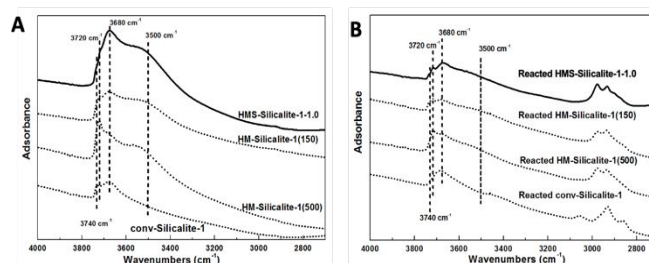 A
3680 cm-1
3720 cm-1
3500 cm-1
HMS-Silicalite-1-1.0
HM-Silicalite-1(150)
HM-Silicalite-1(500)
3740 cm-1
conv-Silicalite-1
Absorbance
4000 3800 3600 3400 3200 3000 2800
Wavenumbers (cm-1)
B
3680 cm-1
3720 cm-1
3500 cm-1
Reacted HMS-Silicalite-1-1.0
Reacted HM-Silicalite-1(150)
Reacted HM-Silicalite-1(500)
Reacted conv-Silicalite-1
3740 cm-1
Absorbance
4000 3800 3600 3400 3200 3000 2800
Wavenumbers (cm-1)